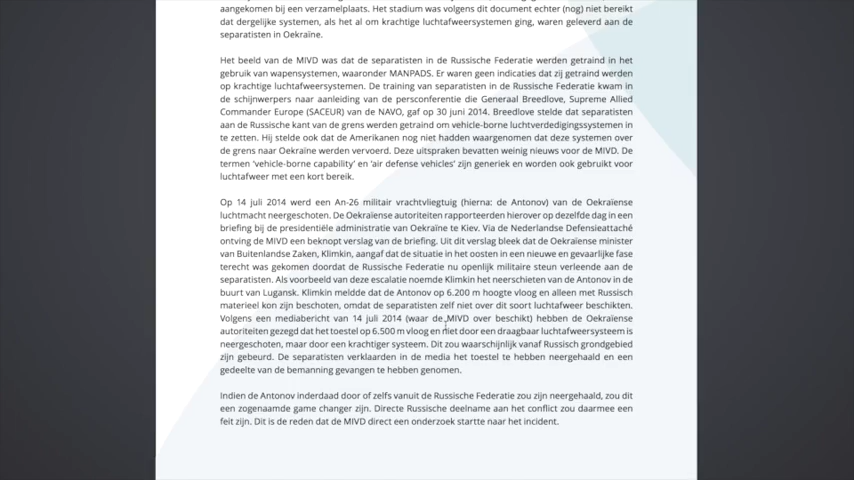 aangekomen bij een verzamelplaats. Het stadium was volgens dit document echter (nog) niet bereikt
dat dergelijke systemen, als het al om krachtige luchtafweersystemen ging, waren geleverd aan de
separatisten in Oekraïne.
Het beeld van de MIVD was dat de separatisten in de Russische Federatie werden getraind in het
gebruik van wapensystemen, waaronder MANPADS. Er waren geen indicaties dat zij getraind werden
op krachtige luchtafweersystemen. De training van separatisten in de Russische Federatie kwam in
de schijnwerpers naar aanleiding van de persconferentie die Generaal Breedlove, Supreme Allied
Commander Europe (SACEUR) van de NAVO, gaf op 30 juni 2014. Breedlove stelde dat separatisten
aan de Russische kant van de grens werden getraind om vehicle-borne luchtverdedigingssystemen in
te zetten. Hij stelde ook dat de Amerikanen nog niet hadden waargenomen dat deze systemen over
de grens naar Oekraïne werden vervoerd. Deze uitspraken bevatten weinig nieuws voor de MIVD. De
termen ‘vehicle-borne capability’ en ‘air defense vehicles’ zijn generiek en worden ook gebruikt voor
luchtafweer met een kort bereik.
Op 14 juli 2014 werd een An-26 militair vrachtvliegtuig (hierna: de Antonov) van de Oekraïense
luchtmacht neergeschoten. De Oekraïense autoriteiten rapporteerden hierover op dezelfde dag in een
briefing bij de presidentiële administratie van Oekraïne te Kiev. Via de Nederlandse Defensieattaché
ontving de MIVD een beknopt verslag van de briefing. Uit dit verslag bleek dat de Oekraïense minister
van Buitenlandse Zaken, Klimkin, aangaf dat de situatie in het oosten in een nieuwe en gevaarlijke fase
terecht was gekomen doordat de Russische Federatie nu openlijk militaire steun verleende aan de
separatisten. Als voorbeeld van deze escalatie noemde Klimkin het neerschieten van de Antonov in de
buurt van Lugansk. Klimkin meldde dat de Antonov op 6.200 m hoogte vloog en alleen met Russisch
materieel kon zijn beschoten, omdat de separatisten zelf niet over dit soort luchtafweer beschikten.
Volgens een mediabericht van 14 juli 2014 (waar de MIVD over beschikt) hebben de Oekraïense
autoriteiten gezegd dat het toestel op 6.500 m vloog en niet door een draagbaar luchtafweersysteem is
neergeschoten, maar door een krachtiger systeem. Dit zou waarschijnlijk vanaf Russisch grondgebied
zijn gebeurd. De separatisten verklaarden in de media het toestel te hebben neergehaald en een
gedeelte van de bemanning gevangen te hebben genomen.
Indien de Antonov inderdaad door of zelfs vanuit de Russische Federatie zou zijn neergehaald, zou dit
een zogenaamde game changer zijn. Directe Russische deelname aan het conflict zou daarmee een
feit zijn. Dit is de reden dat de MIVD direct een onderzoek startte naar het incident.